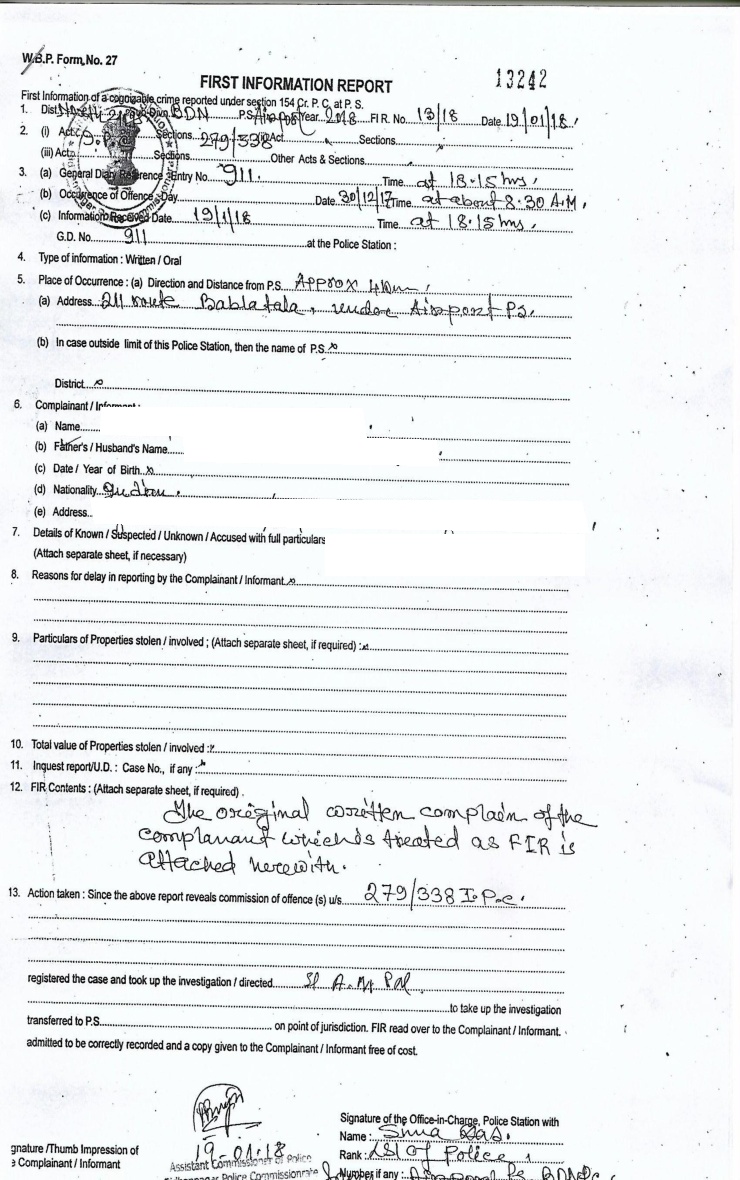 W.B.P. Form, No. 27
13242
FIRST INFORMATION REPORT
First Information of a cognizable crime reported under section 154 Cr. P. C. at P. S.
1. Dist. BDN P.S. Airport Year 2018 F.I.R. No. 13/18 Date 19/01/18
2. (i) Act Sections 279/338 Act Sections
(iii) Act Sections Other Acts & Sections
3. (a) General Diary Reference : Entry No. 911. Time at 18.15 hrs,
(b) Occurrence of Offence Day Date 30/12/17 Time at about 8.30 A.M,
(c) Information Received Date 19/1/18 Time at 18.15 hrs,
G.D. No. 911 at the Police Station :
4. Type of information : Written / Oral
5. Place of Occurrence : (a) Direction and Distance from P.S. Approx 4 km
(a) Address 211 route Bablatala, under Airport P.S.
(b) In case outside limit of this Police Station, then the name of P.S. x
District x
6. Complainant / Informant :
(a) Name
(b) Father's / Husband's Name
(c) Date / Year of Birth x
(d) Nationality Indian.
(e) Address
7. Details of Known / Suspected / Unknown / Accused with full particulars
(Attach separate sheet, if necessary)
8. Reasons for delay in reporting by the Complainant / Informant x
9. Particulars of Properties stolen / involved ; (Attach separate sheet, if required) : x
10. Total value of Properties stolen / involved :
11. Inquest report/U.D. : Case No., if any : x
12. FIR Contents : (Attach separate sheet, if required) .
The original written complain of the
complanant which is treated as FIR is
attached herewith.
13. Action taken : Since the above report reveals commission of offence (s) u/s 279/338 I.P.C.
registered the case and took up the investigation / directed SI A. M. Pal
to take up the investigation
transferred to P.S. on point of jurisdiction. FIR read over to the Complainant / Informant.
admitted to be correctly recorded and a copy given to the Complainant / Informant free of cost.
Signature of the Office-in-Charge, Police Station with
19-01-18 Name : Das.
gnature /Thumb Impression of Assistant Commissioner of Police Rank : of Police
e Complainant / Informant Police Commissionerate Number if any : Airport P.S.